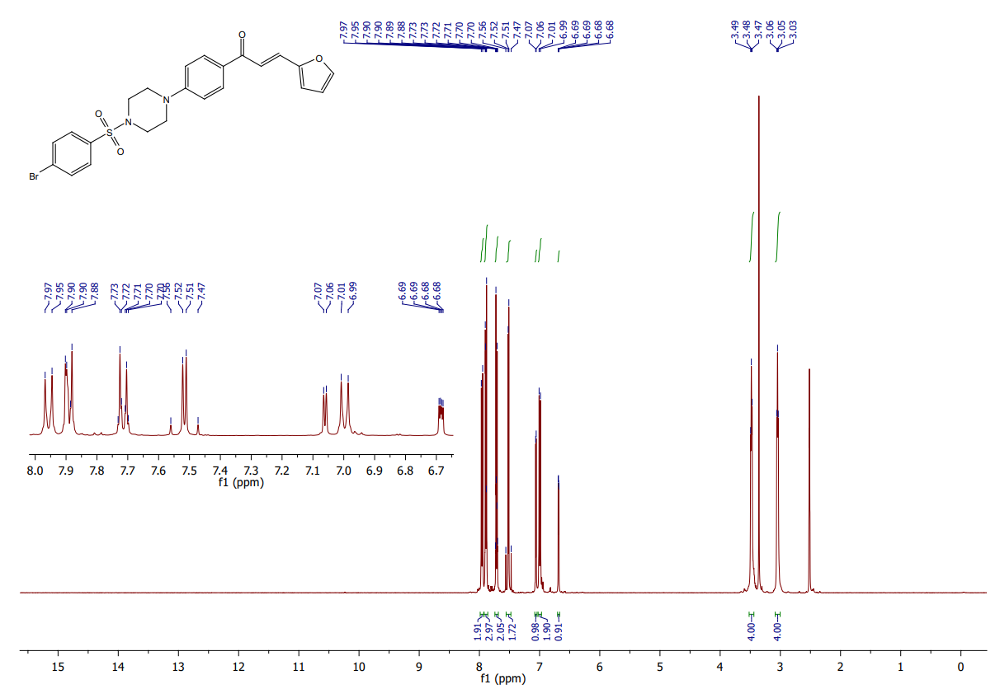 7.97 7.95 7.90 7.90 7.89 7.88 7.73 7.73 7.72 7.71 7.70 7.70 7.56 7.52 7.51 7.47 7.07 7.06 7.01 6.99 6.69 6.69 6.68 6.68
3.49 3.48 3.47 3.06 3.05 3.03
O
O
N
O
S
N
O
Br
7.97 7.95 7.90 7.90 7.88 7.73 7.72 7.71 7.70 7.70 7.56 7.52 7.51 7.47 7.07 7.06 7.01 6.99 6.69 6.69 6.68 6.68
8.0 7.9 7.8 7.7 7.6 7.5 7.4 7.3 7.2 7.1 7.0 6.9 6.8 6.7
f1 (ppm)
1.91 2.97 2.05 1.72 0.98 1.90 0.91 4.00 4.00
15 14 13 12 11 10 9 8 7 6 5 4 3 2 1 0
f1 (ppm)